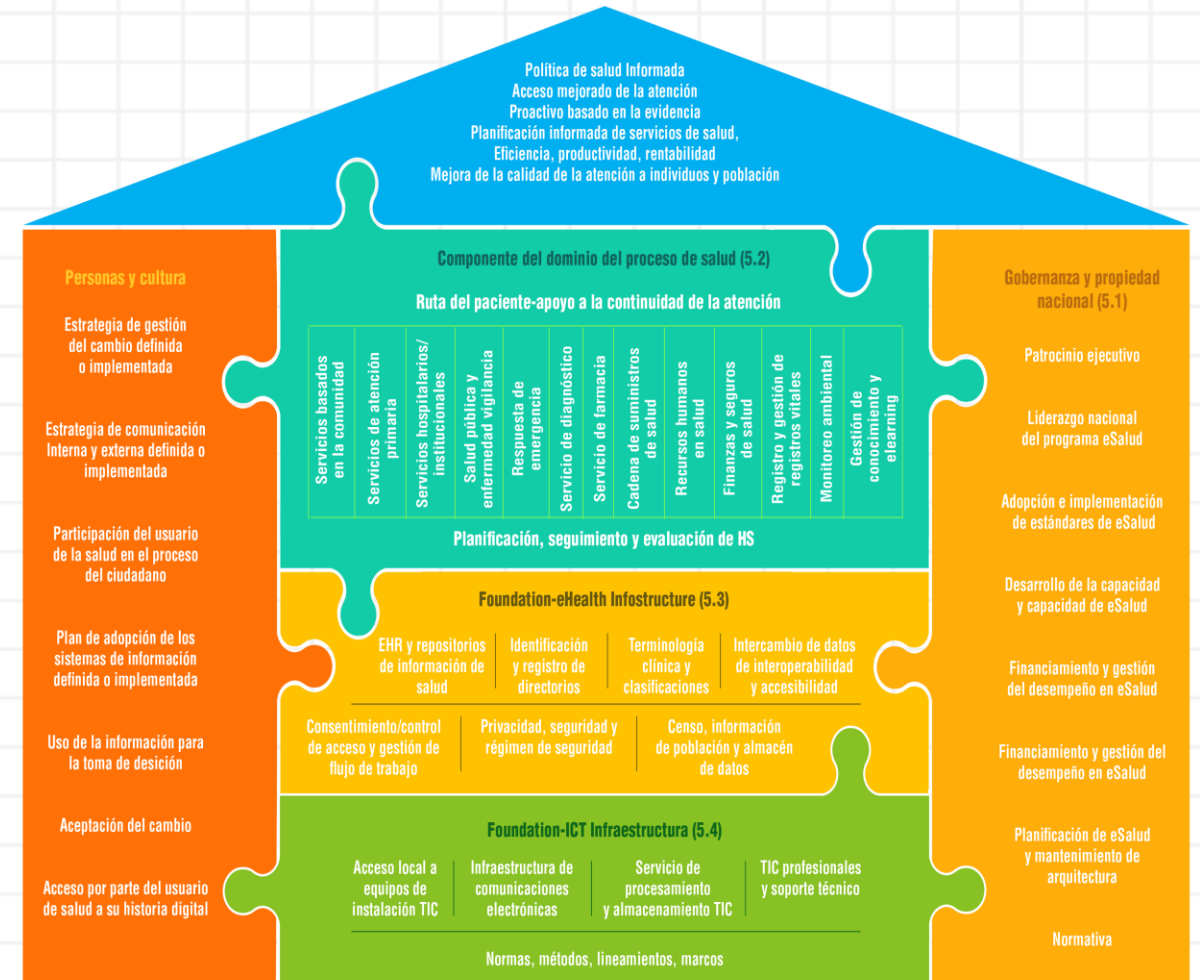 Política de salud Informada
Acceso mejorado de la atención
Proactivo basado en la evidencia
Planificación informada de servicios de salud,
Eficiencia, productividad, rentabilidad
Mejora de la calidad de la atención a individuos y población
Personas y cultura
Estrategia de gestión
del cambio definida
o implementada
Estrategia de comunicación
Interna y externa definida o
implementada
Participación del usuario
de la salud en el proceso
del ciudadano
Plan de adopción de los
sistemas de información
definida o implementada
Uso de la información para
la toma de desición
Aceptación del cambio
Acceso por parte del usuario
de salud a su historia digital
Componente del dominio del proceso de salud (5.2)
Ruta del paciente-apoyo a la continuidad de la atención
Servicios basados
en la comunidad
Servicios de atención
primaria
Servicios hospitalarios/
institucionales
Salud pública y
enfermedad vigilancia
Respuesta de
emergencia
Servicio de diagnóstico
Servicio de farmacia
Cadena de suministros
de salud
Recursos humanos
en salud
Finanzas y seguros
de salud
Registro y gestión de
registros vitales
Monitoreo ambiental
Gestión de
conocimiento y
elearning
Planificación, seguimiento y evaluación de HS
Foundation-eHealth Infostructure (5.3)
EHR y repositorios
de información de
salud
Identificación
y registro de
directorios
Terminología
clínica y
clasificaciones
Intercambio de datos
de interoperabilidad
y accesibilidad
Consentimiento/control
de acceso y gestión de
flujo de trabajo
Privacidad, seguridad y
régimen de seguridad
Censo, información
de población y almacén
de datos
Foundation-ICT Infraestructura (5.4)
Acceso local a
equipos de
instalación TIC
Infraestructura de
comunicaciones
electrónicas
Servicio de
procesamiento
y almacenamiento TIC
TIC profesionales
y soporte técnico
Normas, métodos, lineamientos, marcos
Gobernanza y propiedad
nacional (5.1)
Patrocinio ejecutivo
Liderazgo nacional
del programa eSalud
Adopción e implementación
de estándares de eSalud
Desarrollo de la capacidad
y capacidad de eSalud
Financiamiento y gestión
del desempeño en eSalud
Financiamiento y gestión del
desempeño en eSalud
Planificación de eSalud
y mantenimiento de
arquitectura
Normativa